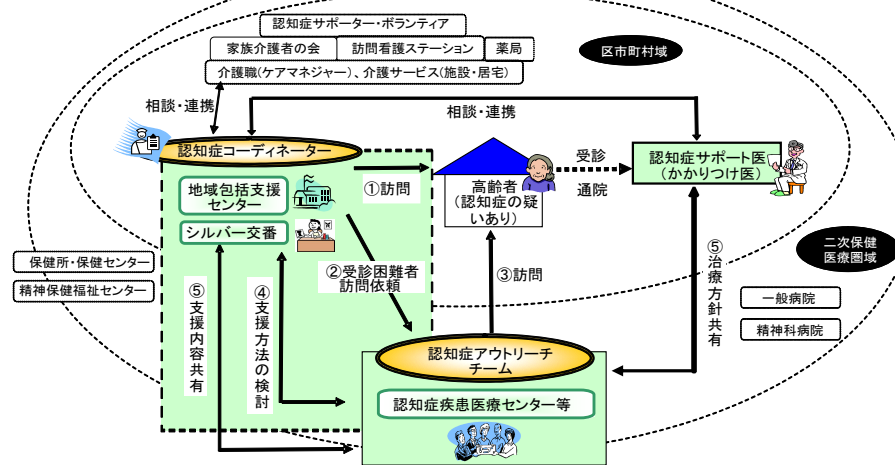 認知症サポーター・ボランティア
家族介護者の会
訪問看護ステーション
薬局
介護職(ケアマネジャー)、介護サービス(施設・居宅)
区市町村域
相談・連携
相談・連携
認知症コーディネーター
地域包括支援
センター
シルバー交番
①訪問
高齢者
(認知症の疑
いあり)
受診
通院
認知症サポート医
(かかりつけ医)
二次保健
医療圏域
保健所・保健センター
精神保健福祉センター
②受診困難者
訪問依頼
③訪問
⑤支援内容共有
④支援方法の検討
⑤治療方針共有
一般病院
精神科病院
認知症アウトリーチ
チーム
認知症疾患医療センター等